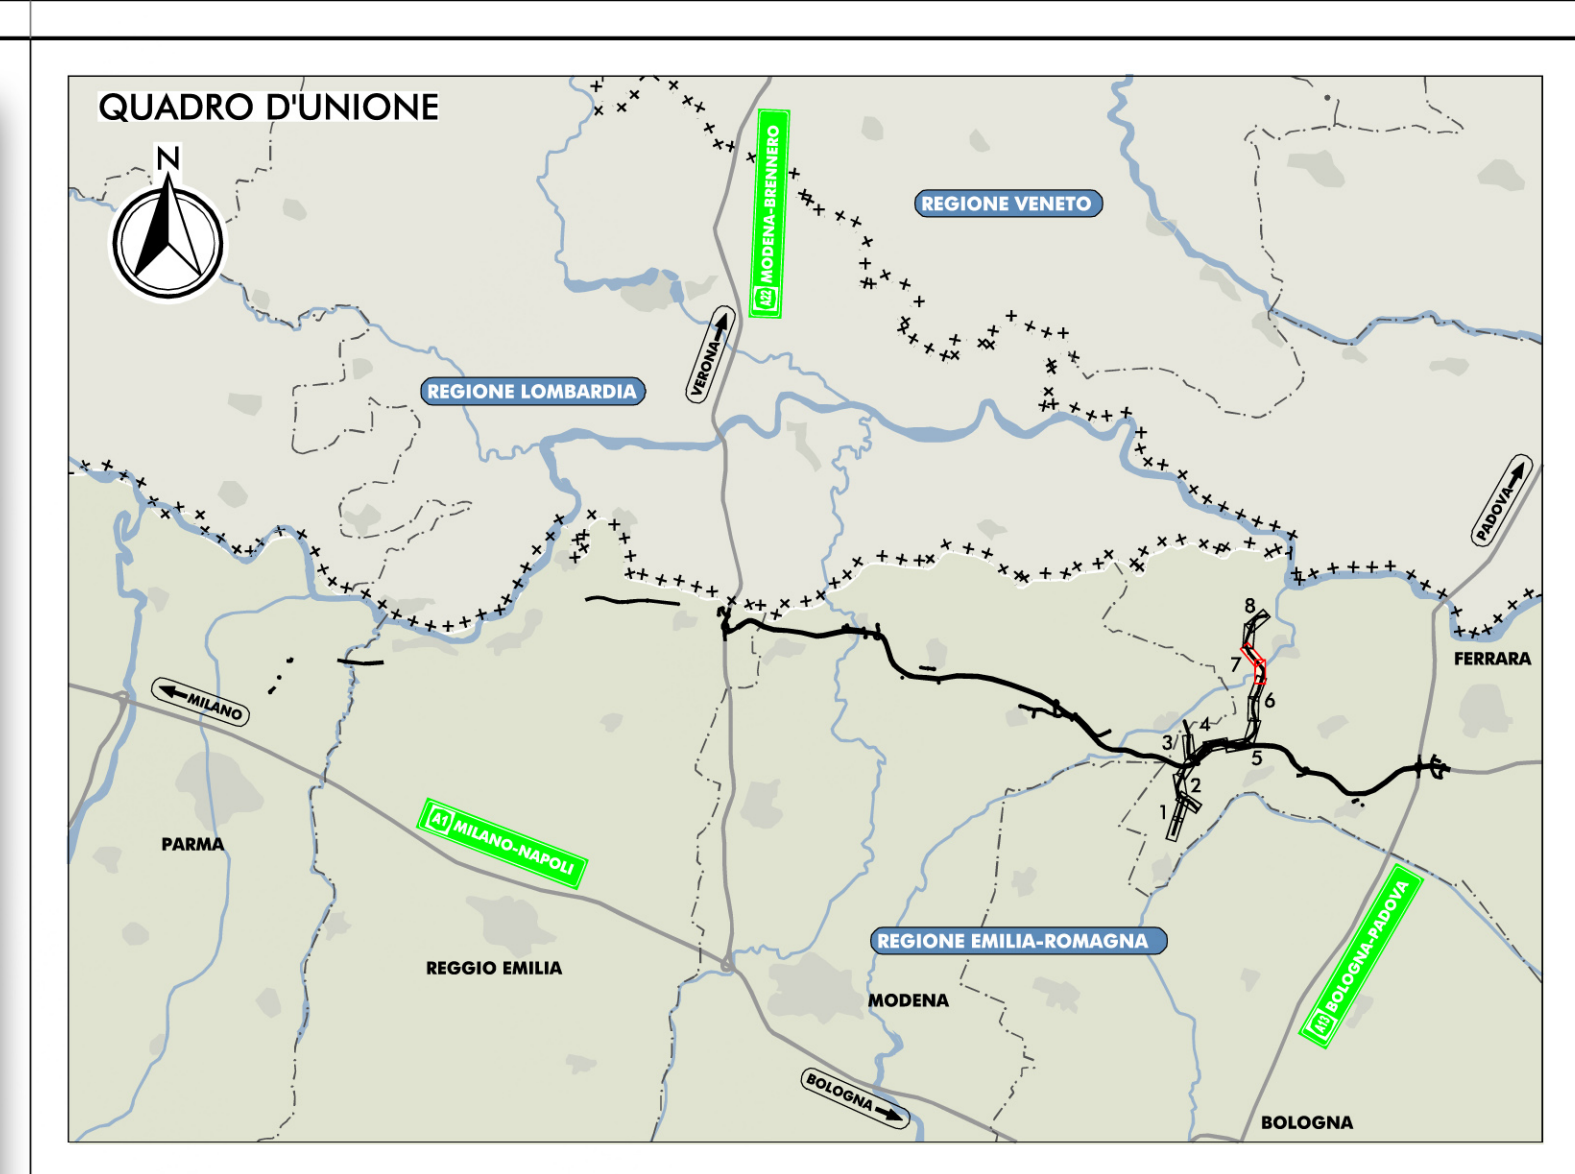 QUADRO D'UNIONE
N
A22 MODENA-BRENNERO
REGIONE VENETO
VERONA
REGIONE LOMBARDIA
PADOVA
8
FERRARA
7
MILANO
6
4
3
5
2
1
PARMA
A1 MILANO-NAPOLI
A13 BOLOGNA-PADOVA
REGIONE EMILIA-ROMAGNA
REGGIO EMILIA
MODENA
BOLOGNA
BOLOGNA